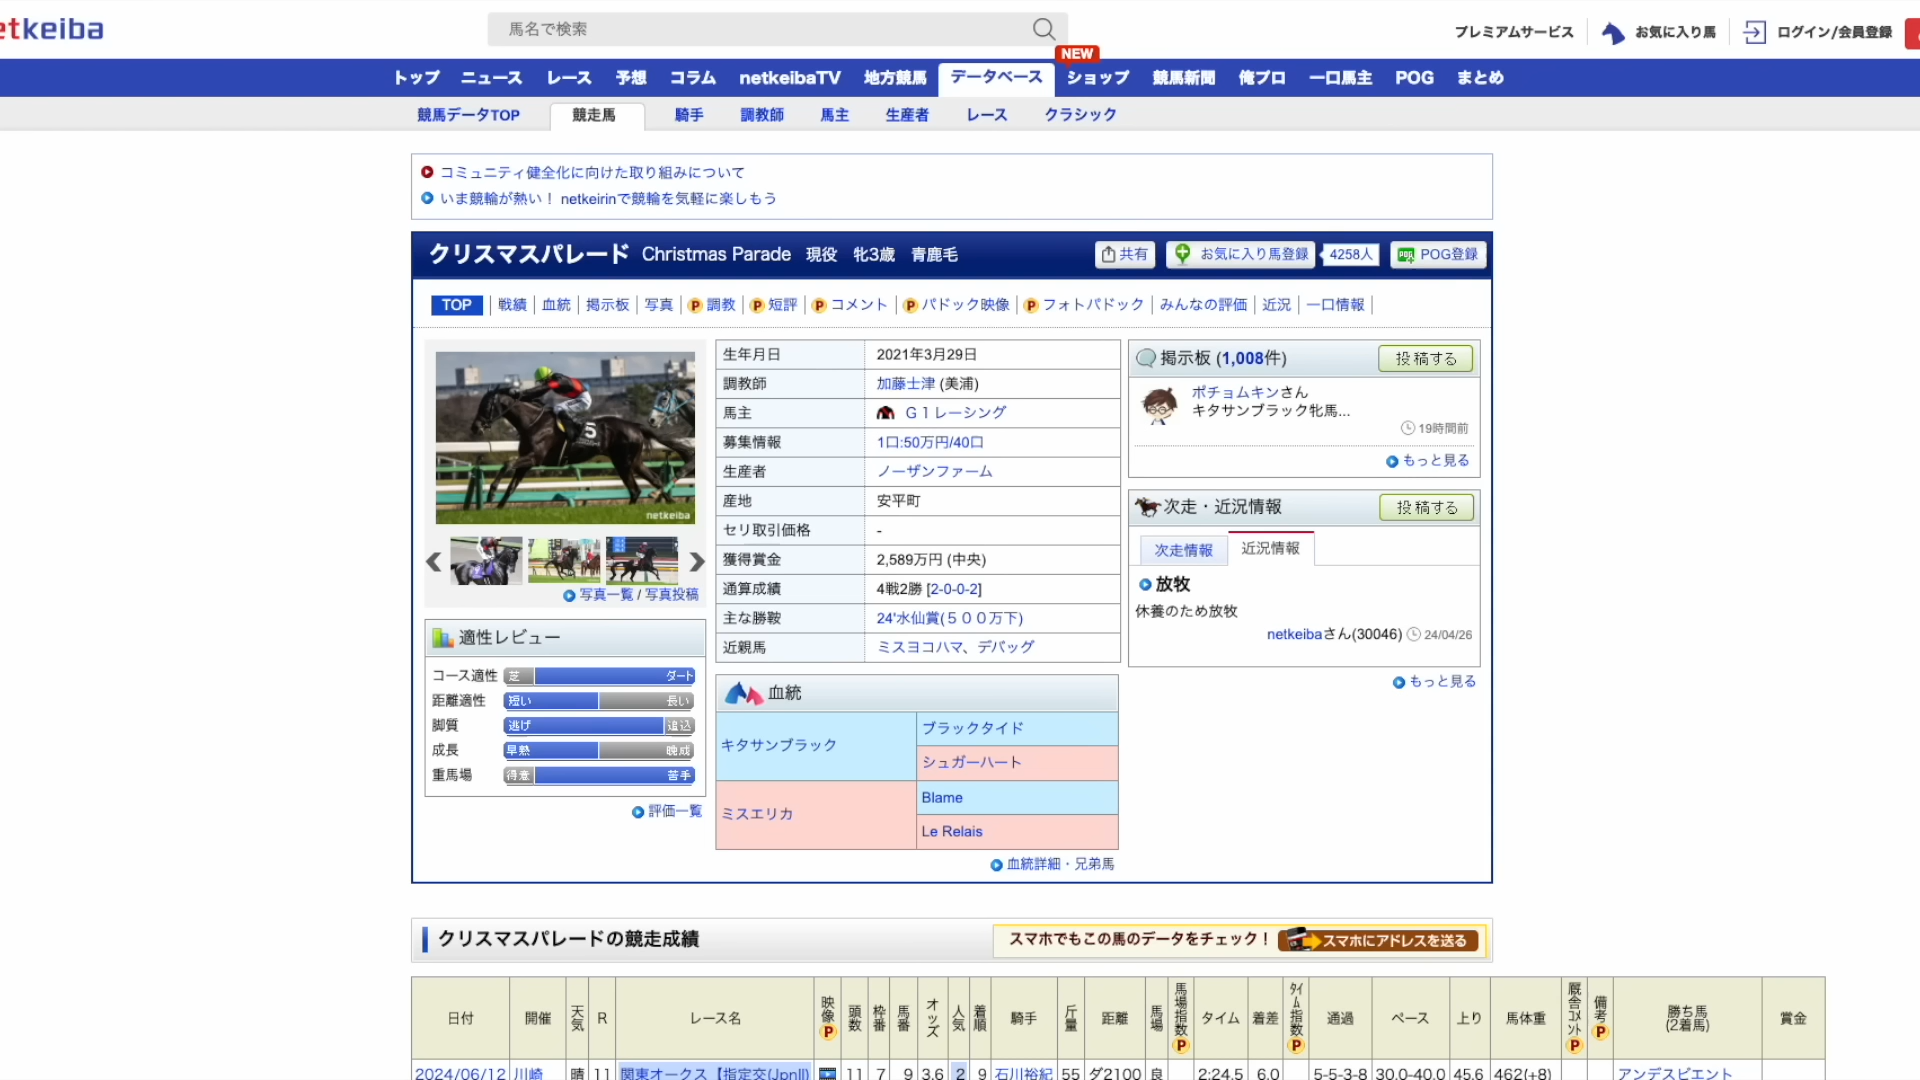 etkeiba
馬名で検索
プレミアムサービス
お気に入り馬
ログイン/会員登録
NEW
トップ ニュース レース 予想 コラム netkeibaTV 地方競馬 データベース ショップ 競馬新聞 俺プロ 一口馬主 POG まとめ
競馬データTOP 競走馬 騎手 調教師 馬主 生産者 レース クラシック
コミュニティ健全化に向けた取り組みについて
いま競輪が熱い！ netkeirinで競輪を気軽に楽しもう
クリスマスパレード Christmas Parade 現役 牝3歳 青鹿毛
共有 お気に入り馬登録 4258人 POG登録
TOP 戦績 血統 掲示板 写真 P 調教 P 短評 P コメント P パドック映像 P フォトパドック みんなの評価 近況 一口情報
5
netkeiba
写真一覧 / 写真投稿
適性レビュー
コース適性 芝 ダート
距離適性 短い 長い
脚質 逃げ 追込
成長 早熟 晩成
重馬場 得意 苦手
評価一覧
生年月日 2021年3月29日
調教師 加藤士津 (美浦)
馬主 Ｇ１レーシング
募集情報 1口:50万円/40口
生産者 ノーザンファーム
産地 安平町
セリ取引価格 -
獲得賞金 2,589万円 (中央)
通算成績 4戦2勝 [2-0-0-2]
主な勝鞍 24'水仙賞(５００万下)
近親馬 ミスヨコハマ、デバッグ
血統
キタサンブラック
ブラックタイド
シュガーハート
ミスエリカ
Blame
Le Relais
血統詳細・兄弟馬
掲示板 (1,008件) 投稿する
ポチョムキンさん
キタサンブラック牝馬...
19時間前
もっと見る
次走・近況情報 投稿する
次走情報 近況情報
放牧
休養のため放牧
netkeibaさん(30046) 24/04/26
もっと見る
クリスマスパレードの競走成績
スマホでもこの馬のデータをチェック！ スマホにアドレスを送る
日付 開催 天気 R レース名 映像P 頭数 枠番 馬番 オッズ 人気 着順 騎手 斤量 距離 馬場 馬場指数P タイム 着差 ﾀｲﾑ指数P 通過 ペース 上り 馬体重 厩舎ｺﾒﾝﾄP 備考P 勝ち馬(2着馬) 賞金
2024/06/12 川崎 晴 11 関東オークス【指定交(JpnII) 11 7 9 3.6 2 9 石川裕紀 55 ダ2100 良 2:24.5 6.0 5-5-3-8 30.0-40.0 45.6 462(+8) アンデスビエント